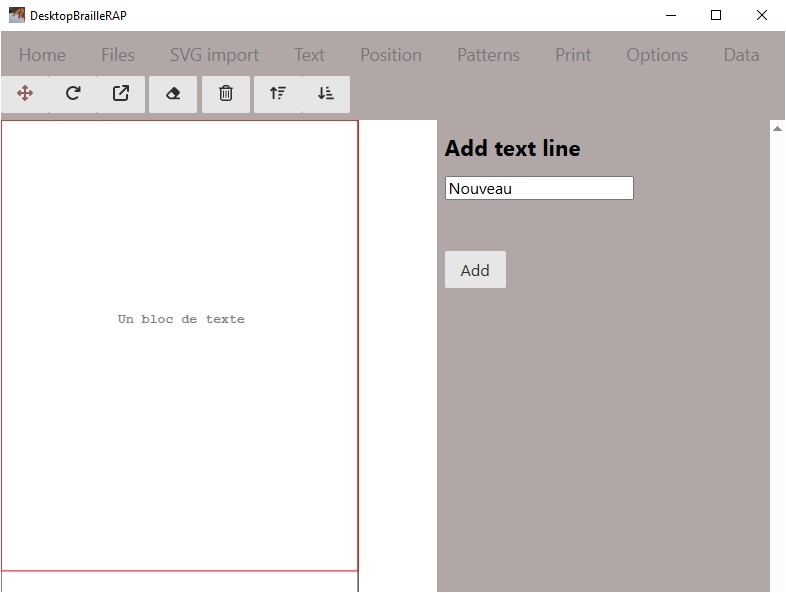 DesktopBrailleRAP
Home Files SVG import Text Position Patterns Print Options Data
Add text line
Nouveau
Add
Un bloc de texte